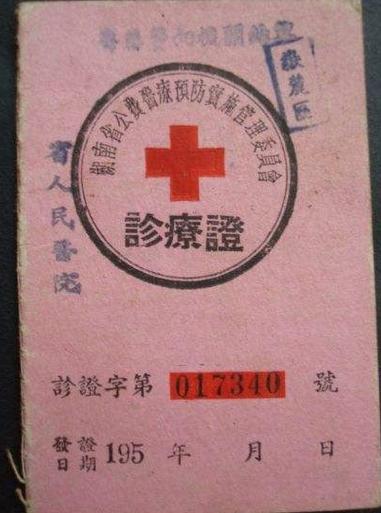 湖南省公費醫療預防實施管理委員會
診療證
省人民醫院
診證字第 017340 號
發證日期 195 年 月 日